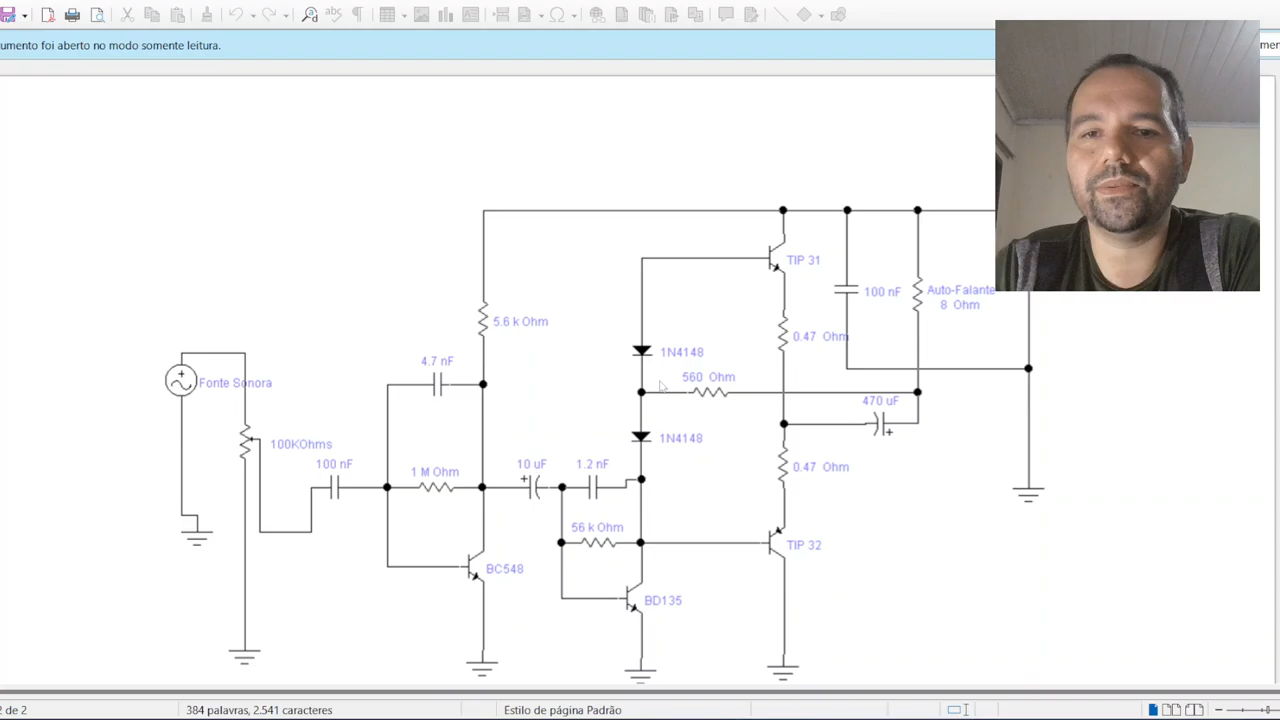 umento foi aberto no modo somente leitura.
TIP 31
100 nF
Auto-Falante
8 Ohm
5.6 k Ohm
0.47 Ohm
1N4148
4.7 nF
560 Ohm
Fonte Sonora
470 uF
+
1N4148
100KOhms
100 nF
1 M Ohm
10 uF
1.2 nF
0.47 Ohm
+
56 k Ohm
TIP 32
BC548
BD135
2 de 2
384 palavras, 2.541 caracteres
Estilo de página Padrão